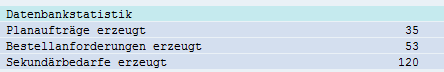 Datenbankstatistik
Planaufträge erzeugt 35
Bestellanforderungen erzeugt 53
Sekundärbedarfe erzeugt 120